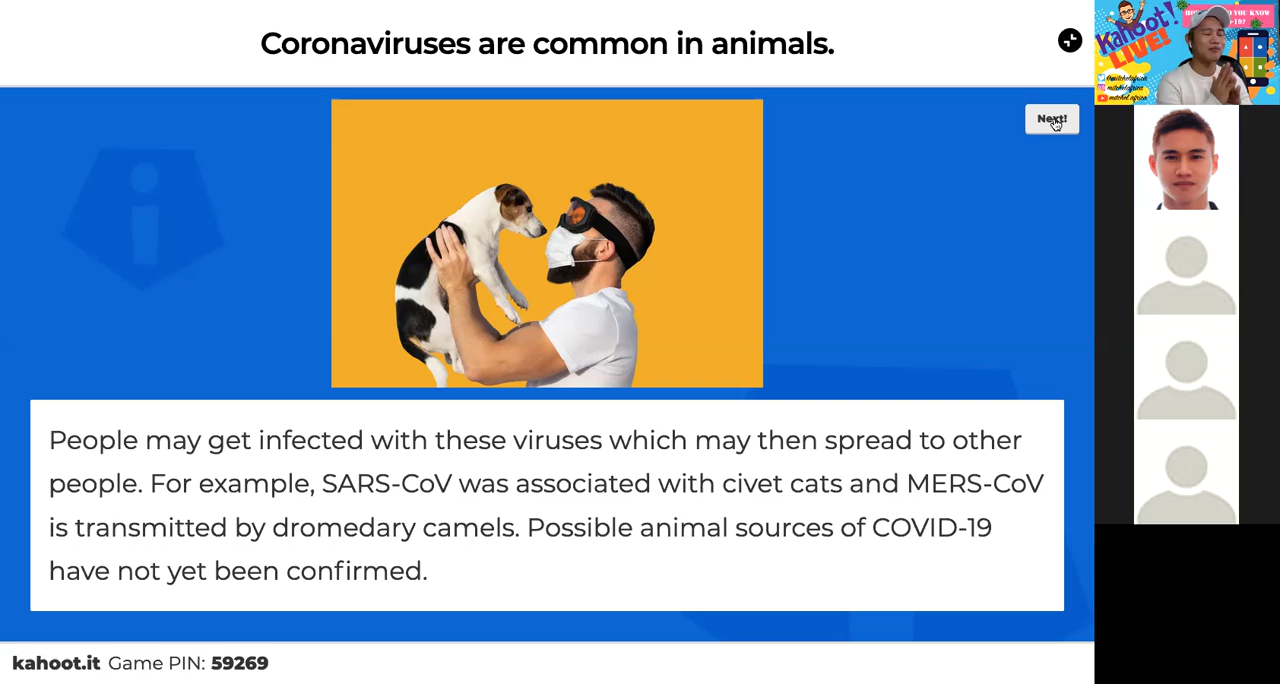 Coronaviruses are common in animals.
Next!
People may get infected with these viruses which may then spread to other
people. For example, SARS-CoV was associated with civet cats and MERS-CoV
is transmitted by dromedary camels. Possible animal sources of COVID-19
have not yet been confirmed.
kahoot.it Game PIN: 59269
Kahoot!
LIVE!
YOU KNOW